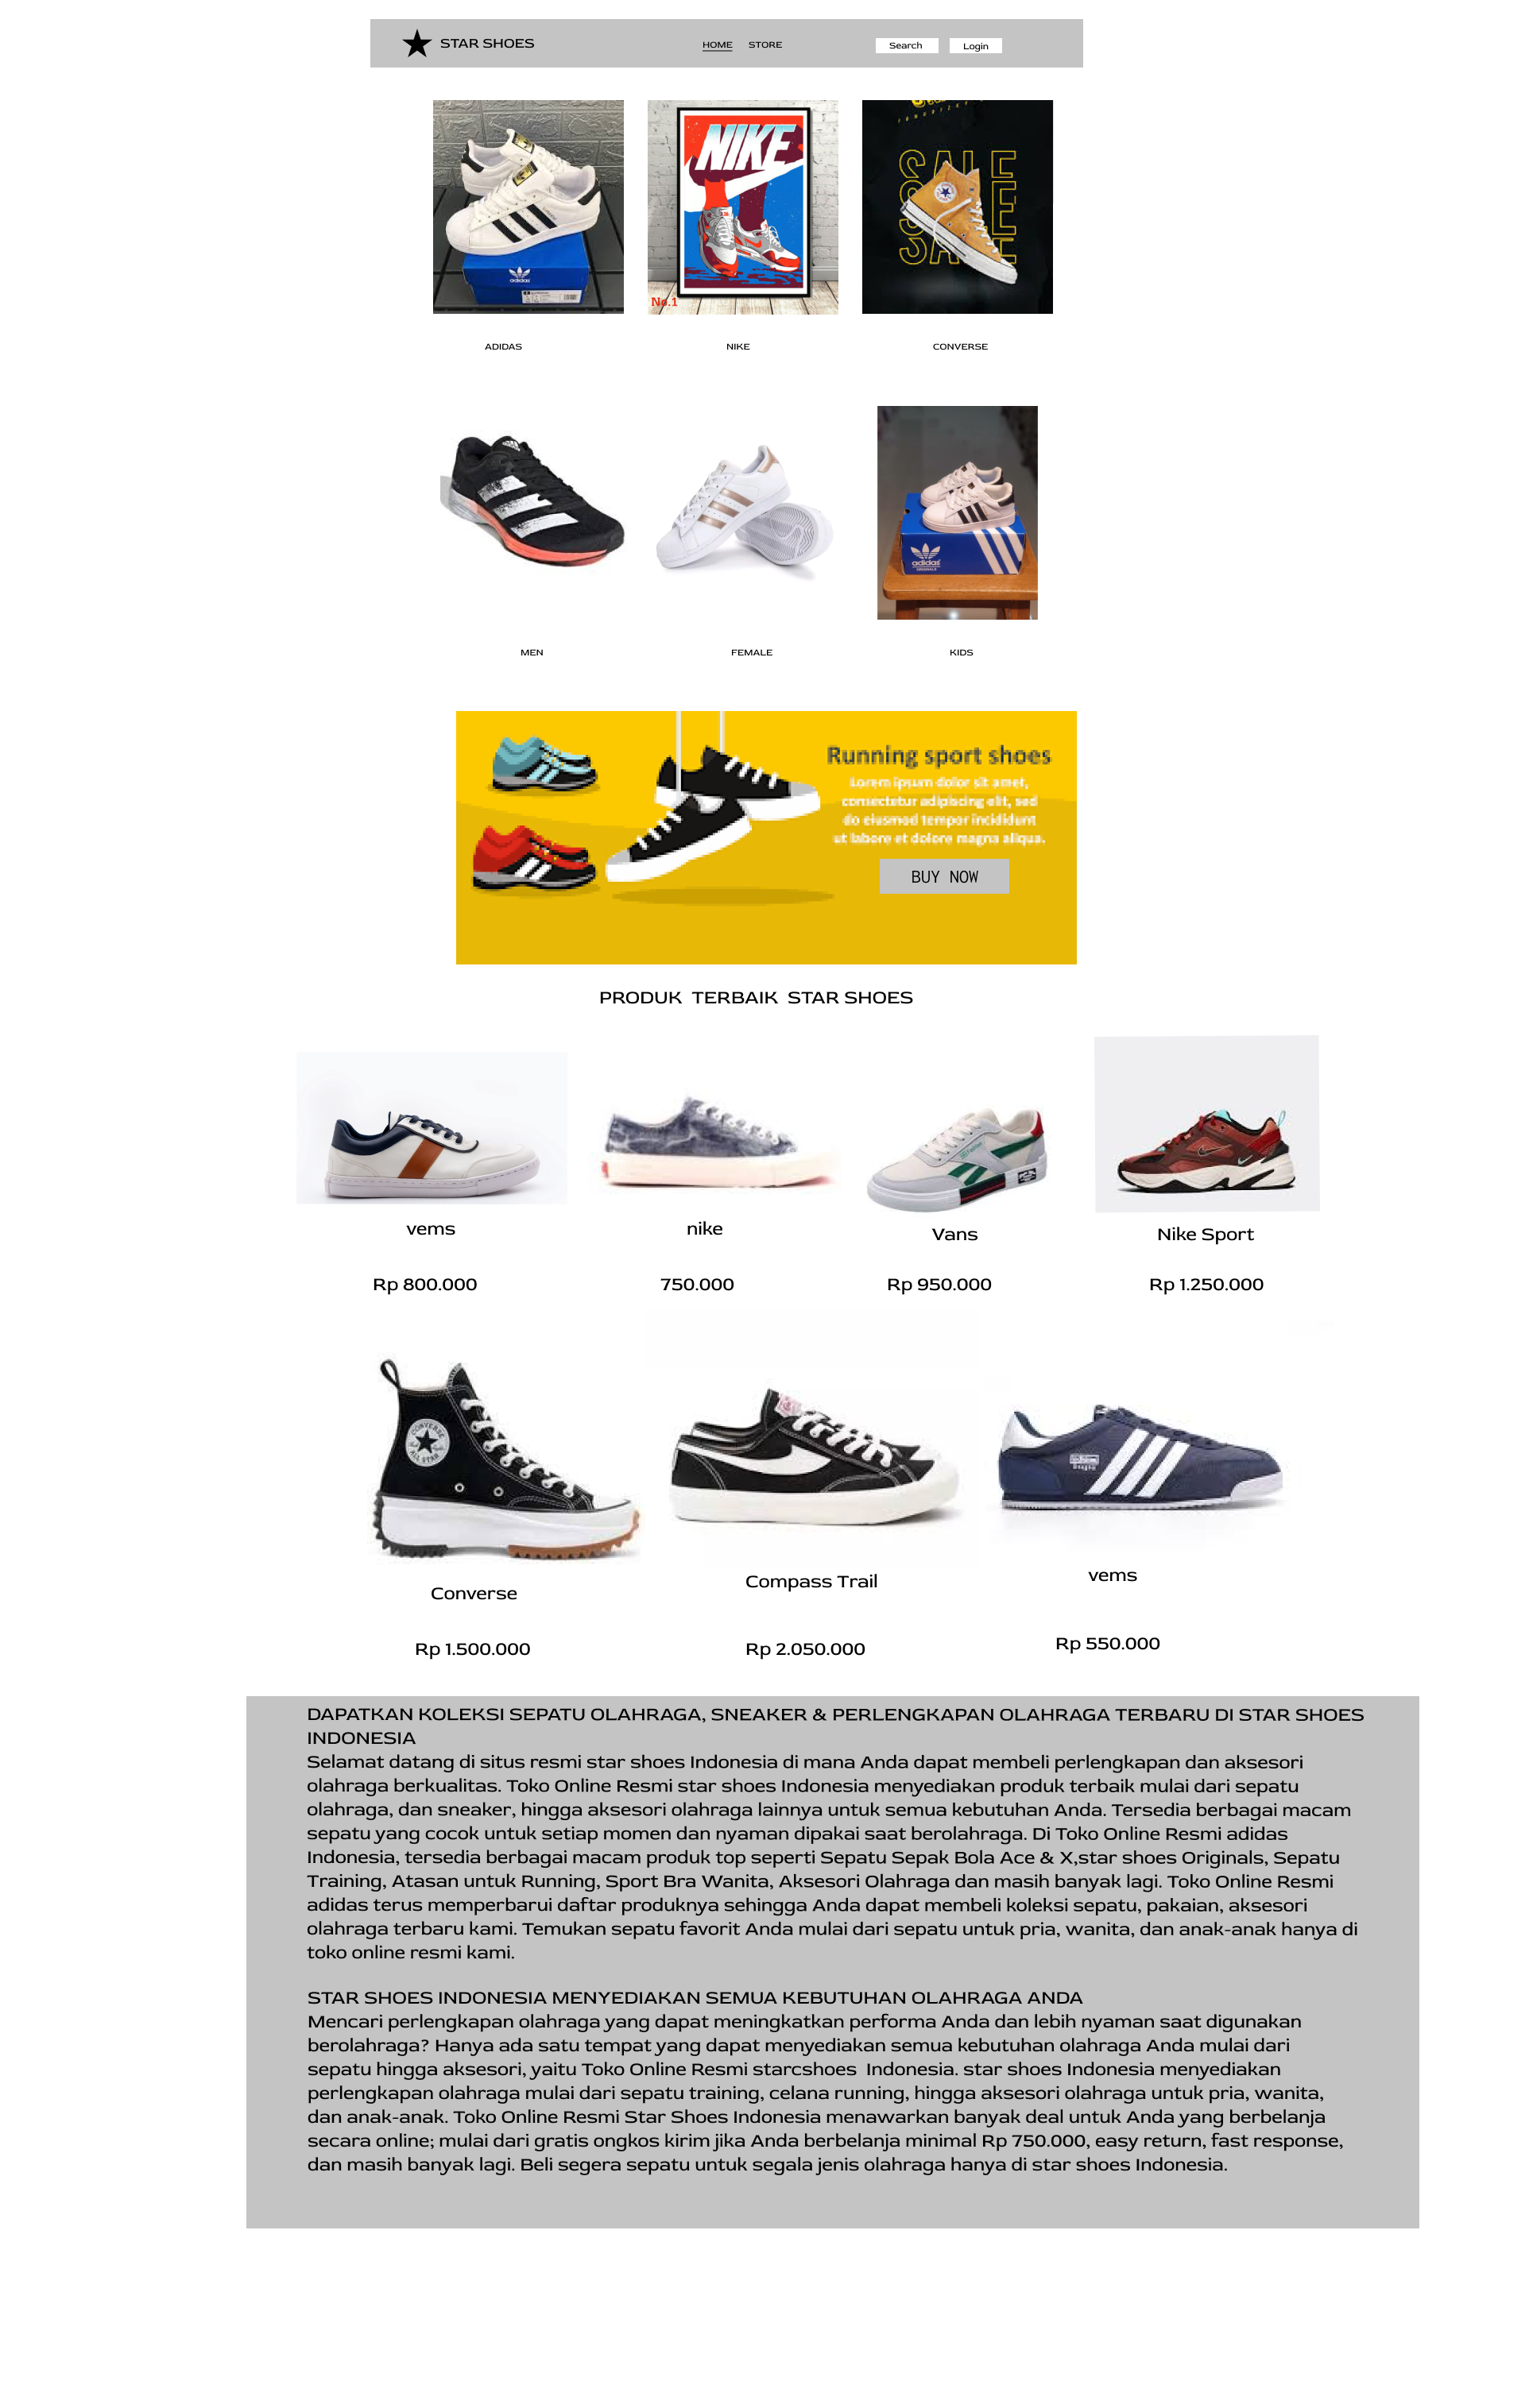 STAR SHOES
HOME
STORE
Search
Login
SALE
adidas
NIKE
No.1
ADIDAS
NIKE
CONVERSE
adidas
MEN
FEMALE
KIDS
Running sport shoes
Lorem ipsum dolor sit amet,
consectetur adipiscing elit, sed
do eiusmod tempor incididunt
ut labore et dolore magna aliqua.
BUY NOW
PRODUK TERBAIK STAR SHOES
vems
nike
Vans
Nike Sport
Rp 800.000
750.000
Rp 950.000
Rp 1.250.000
CONVERSE
ALL STAR
Converse
Compass Trail
vems
Rp 1.500.000
Rp 2.050.000
Rp 550.000
DAPATKAN KOLEKSI SEPATU OLAHRAGA, SNEAKER & PERLENGKAPAN OLAHRAGA TERBARU DI STAR SHOES
INDONESIA
Selamat datang di situs resmi star shoes Indonesia di mana Anda dapat membeli perlengkapan dan aksesori
olahraga berkualitas. Toko Online Resmi star shoes Indonesia menyediakan produk terbaik mulai dari sepatu
olahraga, dan sneaker, hingga aksesori olahraga lainnya untuk semua kebutuhan Anda. Tersedia berbagai macam
sepatu yang cocok untuk setiap momen dan nyaman dipakai saat berolahraga. Di Toko Online Resmi adidas
Indonesia, tersedia berbagai macam produk top seperti Sepatu Sepak Bola Ace & X,star shoes Originals, Sepatu
Training, Atasan untuk Running, Sport Bra Wanita, Aksesori Olahraga dan masih banyak lagi. Toko Online Resmi
adidas terus memperbarui daftar produknya sehingga Anda dapat membeli koleksi sepatu, pakaian, aksesori
olahraga terbaru kami. Temukan sepatu favorit Anda mulai dari sepatu untuk pria, wanita, dan anak-anak hanya di
toko online resmi kami.
STAR SHOES INDONESIA MENYEDIAKAN SEMUA KEBUTUHAN OLAHRAGA ANDA
Mencari perlengkapan olahraga yang dapat meningkatkan performa Anda dan lebih nyaman saat digunakan
berolahraga? Hanya ada satu tempat yang dapat menyediakan semua kebutuhan olahraga Anda mulai dari
sepatu hingga aksesori, yaitu Toko Online Resmi starcshoes Indonesia. star shoes Indonesia menyediakan
perlengkapan olahraga mulai dari sepatu training, celana running, hingga aksesori olahraga untuk pria, wanita,
dan anak-anak. Toko Online Resmi Star Shoes Indonesia menawarkan banyak deal untuk Anda yang berbelanja
secara online; mulai dari gratis ongkos kirim jika Anda berbelanja minimal Rp 750.000, easy return, fast response,
dan masih banyak lagi. Beli segera sepatu untuk segala jenis olahraga hanya di star shoes Indonesia.